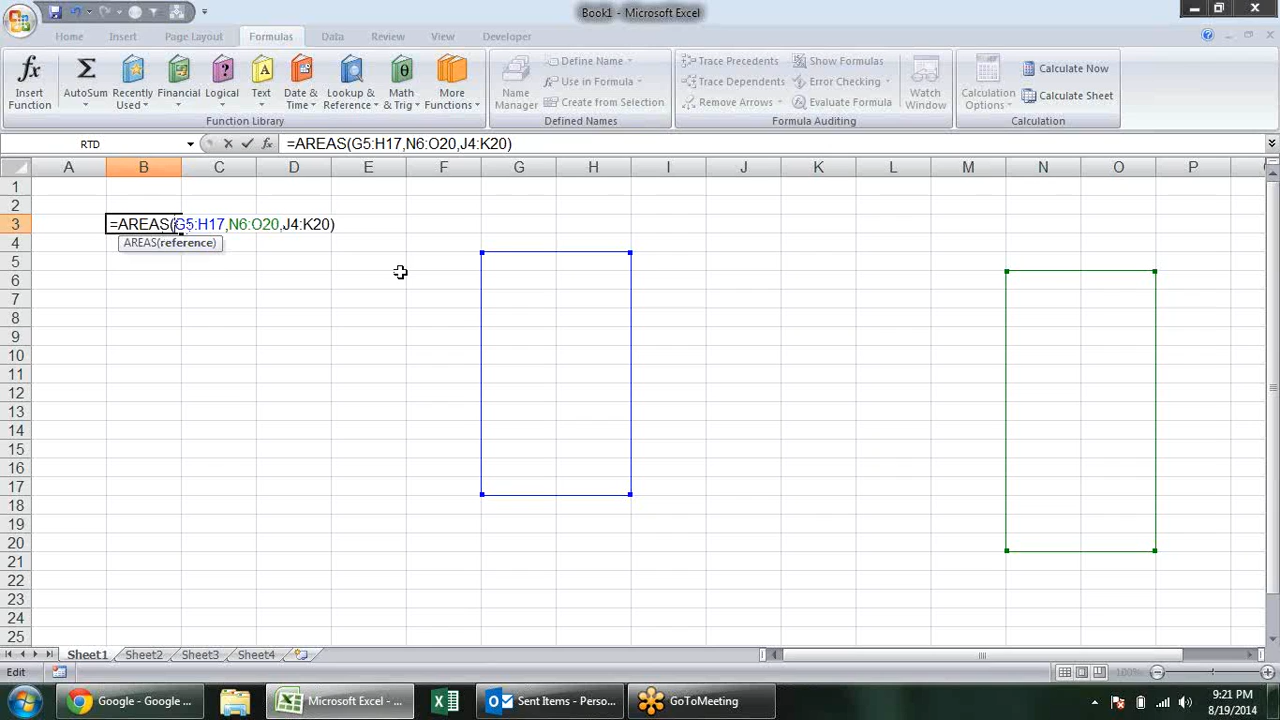 Book1 - Microsoft Excel
Home Insert Page Layout Formulas Data Review View Developer
Insert Function
AutoSum
Recently Used
Financial
Logical
Text
Date & Time
Lookup & Reference
Math & Trig
More Functions
Function Library
Name Manager
Define Name
Use in Formula
Create from Selection
Defined Names
Trace Precedents
Trace Dependents
Remove Arrows
Show Formulas
Error Checking
Evaluate Formula
Formula Auditing
Watch Window
Calculation Options
Calculate Now
Calculate Sheet
Calculation
RTD fx =AREAS(G5:H17,N6:O20,J4:K20)
A B C D E F G H I J K L M N O P
1
2
3 =AREAS(G5:H17,N6:O20,J4:K20)
4 AREAS(reference)
5
6
7
8
9
10
11
12
13
14
15
16
17
18
19
20
21
22
23
24
25
Sheet1 Sheet2 Sheet3 Sheet4
Edit 100%
Google - Google ... Microsoft Excel - ... Sent Items - Perso... GoToMeeting
9:21 PM
8/19/2014